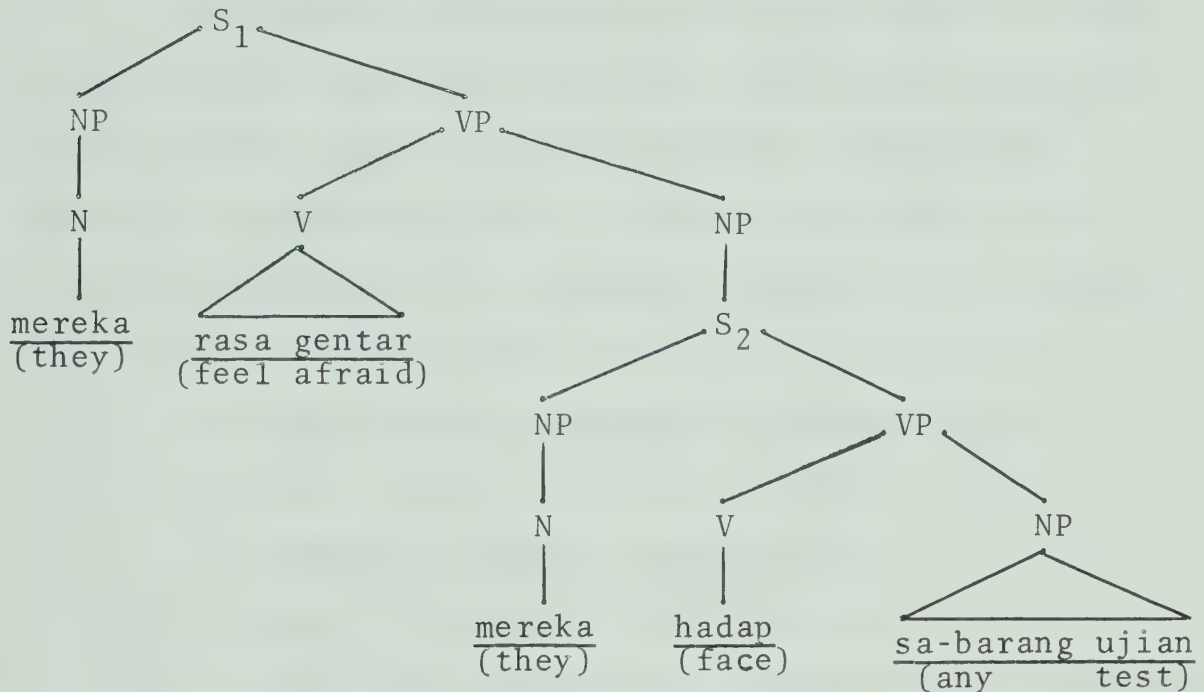 S1
NP VP
N V NP
mereka rasa gentar S2
(they) (feel afraid)
NP VP
N V NP
mereka hadap sa-barang ujian
(they) (face) (any test)